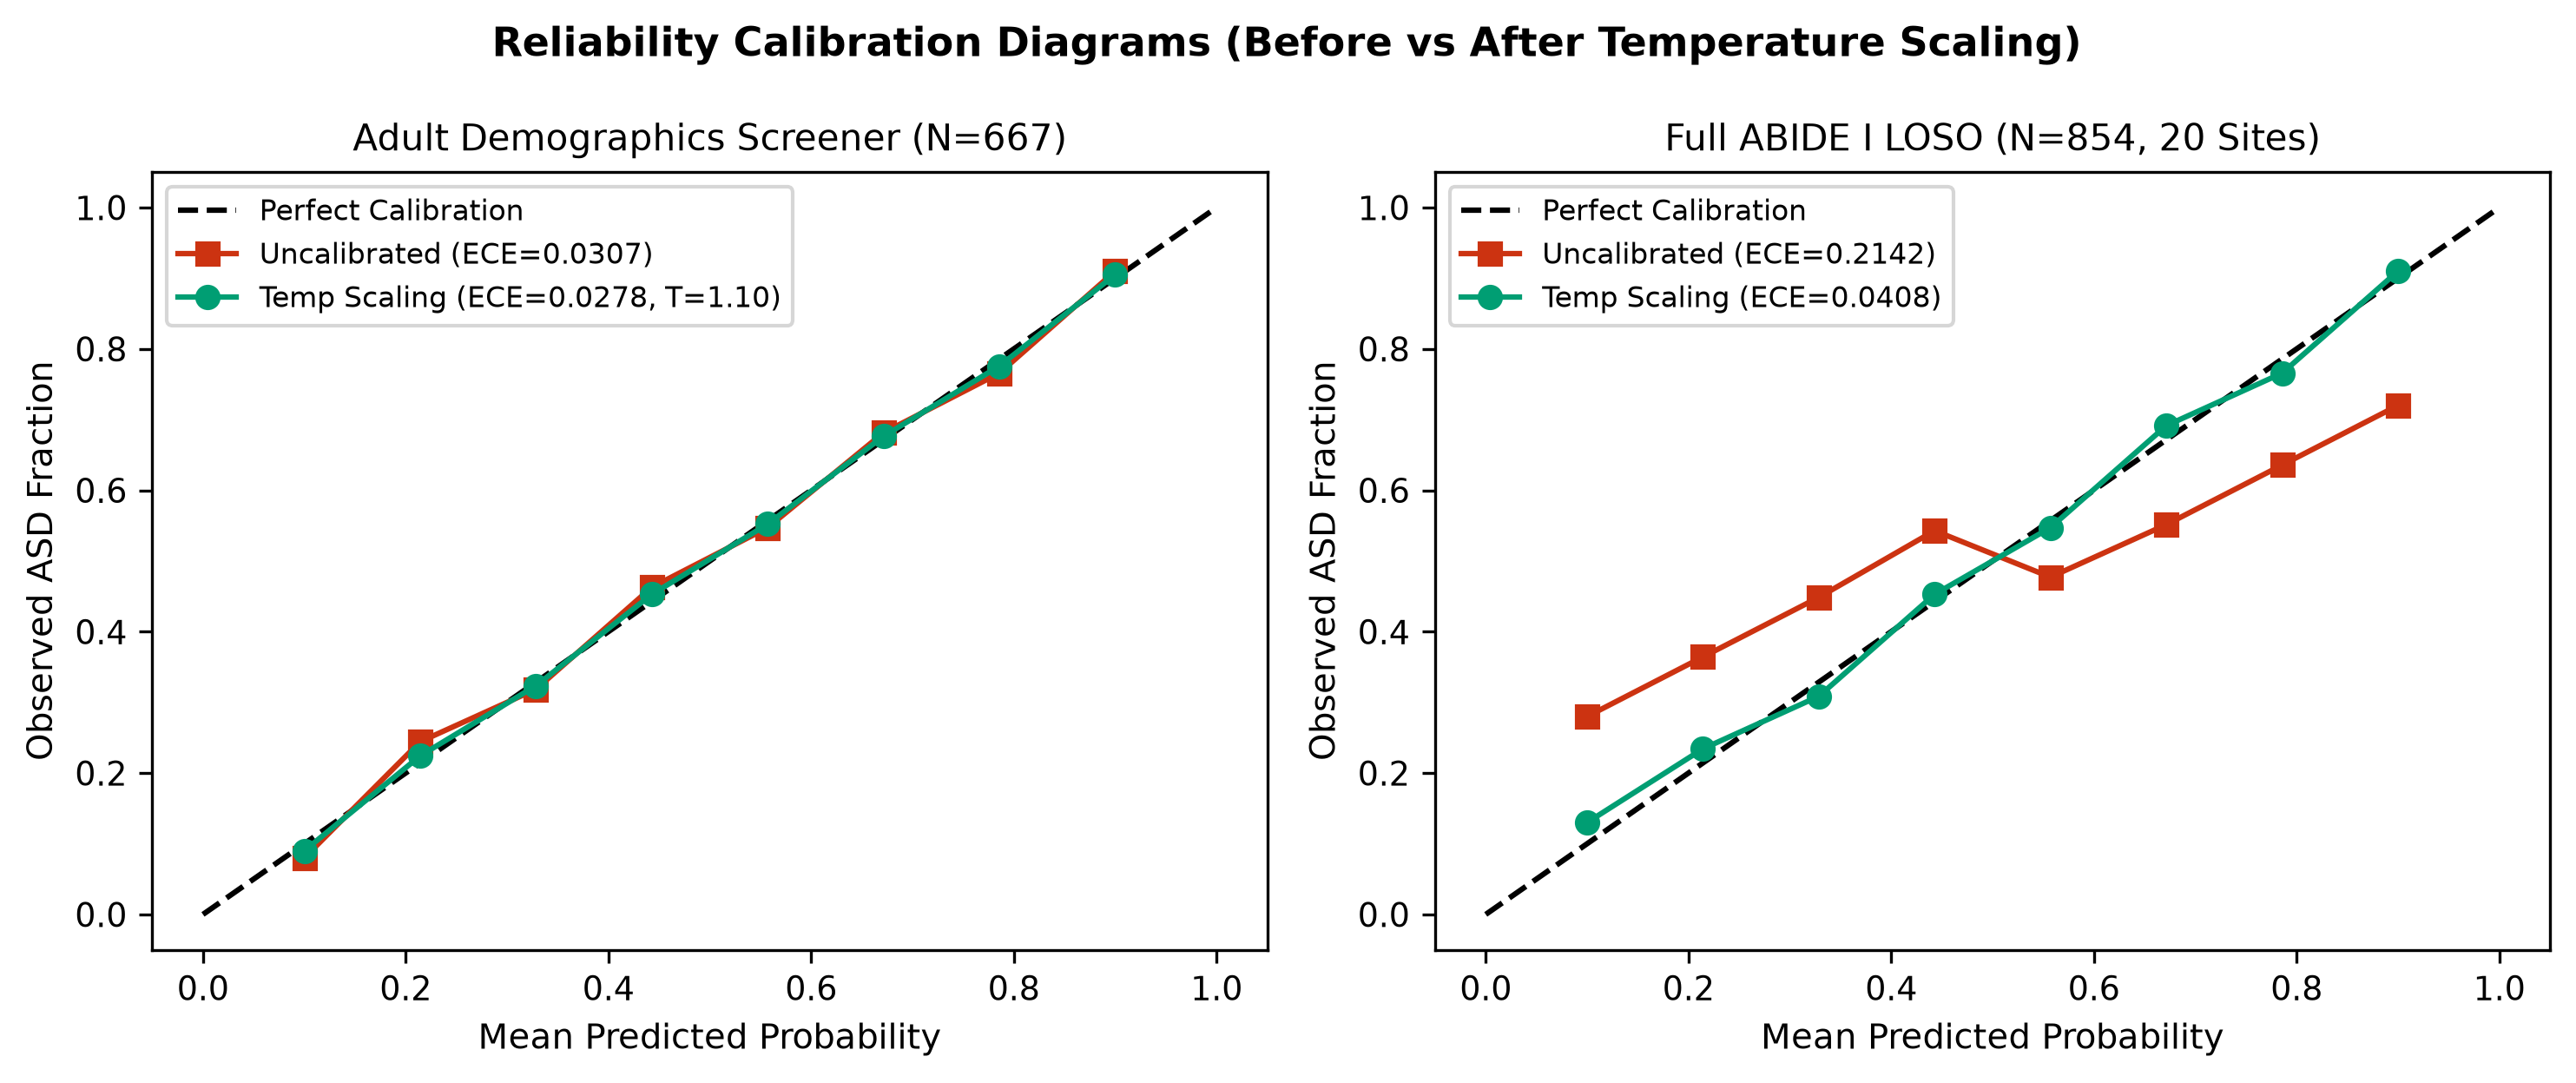 Reliability Calibration Diagrams (Before vs After Temperature Scaling)
Adult Demographics Screener (N=667)
Perfect Calibration
Uncalibrated (ECE=0.0307)
Temp Scaling (ECE=0.0278, T=1.10)
Observed ASD Fraction
1.0
0.8
0.6
0.4
0.2
0.0
0.0 0.2 0.4 0.6 0.8 1.0
Mean Predicted Probability
Full ABIDE I LOSO (N=854, 20 Sites)
Perfect Calibration
Uncalibrated (ECE=0.2142)
Temp Scaling (ECE=0.0408)
Observed ASD Fraction
1.0
0.8
0.6
0.4
0.2
0.0
0.0 0.2 0.4 0.6 0.8 1.0
Mean Predicted Probability